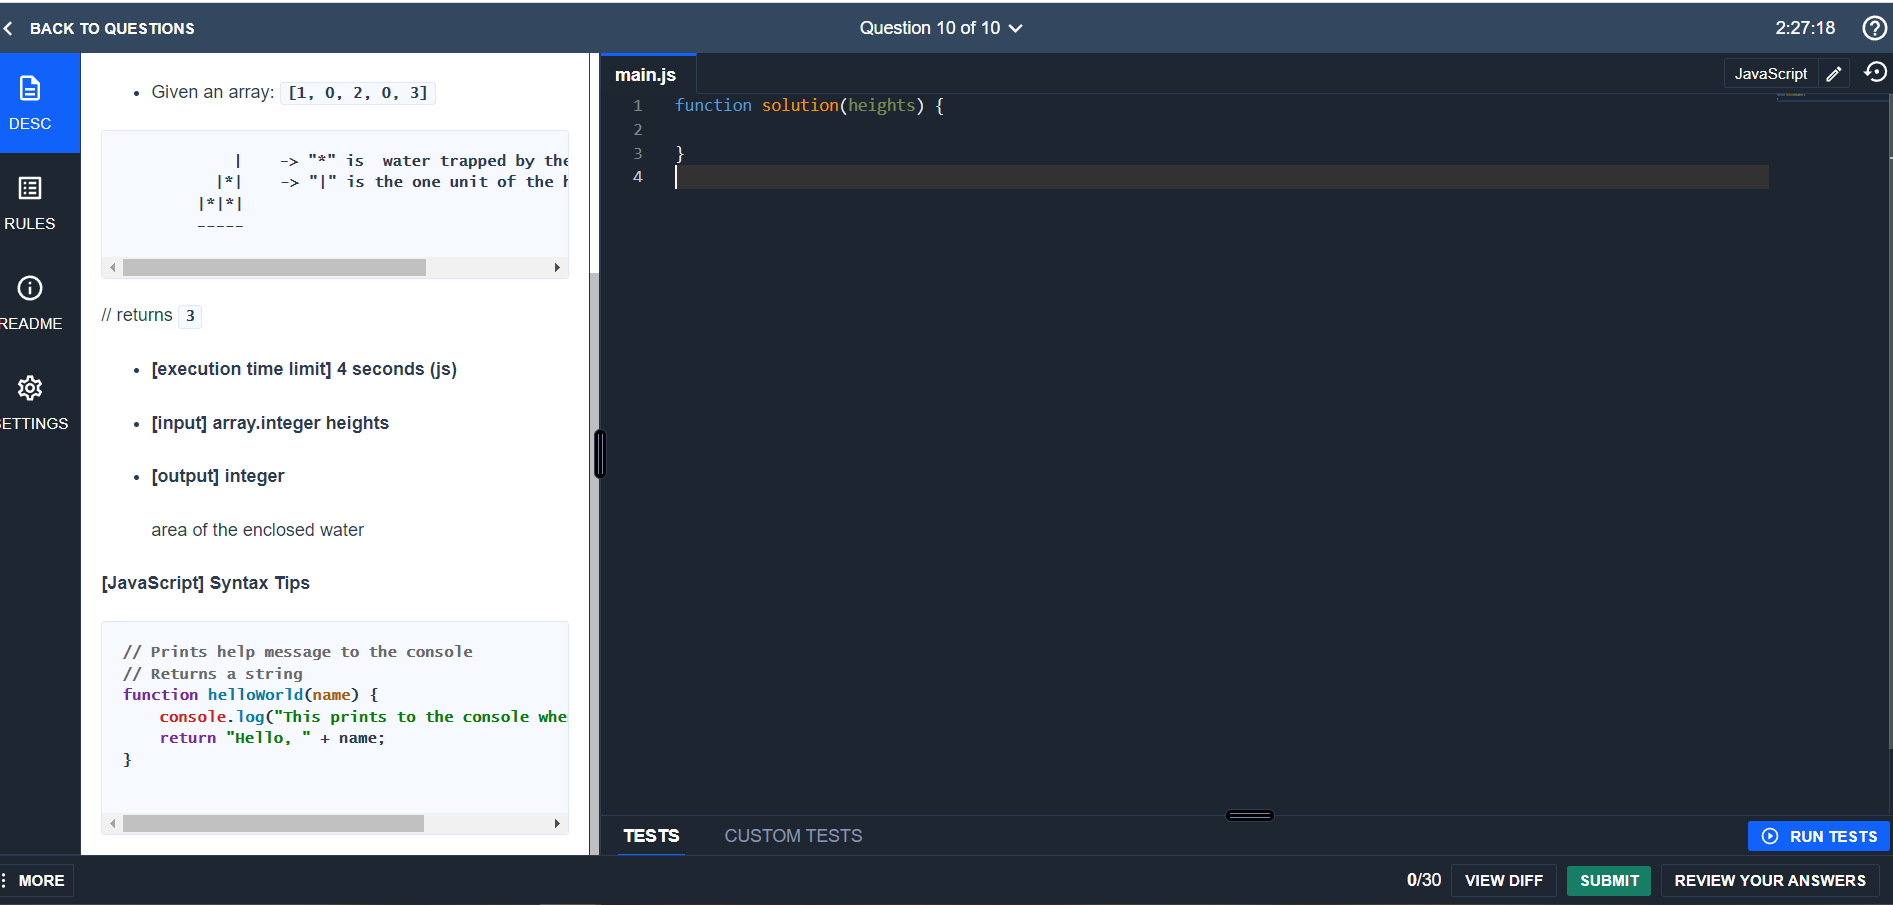 BACK TO QUESTIONS
Question 10 of 10
2:27:18
DESC
RULES
README
SETTINGS
• Given an array: [1, 0, 2, 0, 3]
| -> "*" is water trapped by the
|*| -> "|" is the one unit of the h
|*|*|
-----
// returns 3
• [execution time limit] 4 seconds (js)
• [input] array.integer heights
• [output] integer
area of the enclosed water
[JavaScript] Syntax Tips
// Prints help message to the console
// Returns a string
function helloWorld(name) {
console.log("This prints to the console whe
return "Hello, " + name;
}
main.js
JavaScript
1 function solution(heights) {
2
3 }
4
TESTS
CUSTOM TESTS
RUN TESTS
MORE
0/30
VIEW DIFF
SUBMIT
REVIEW YOUR ANSWERS